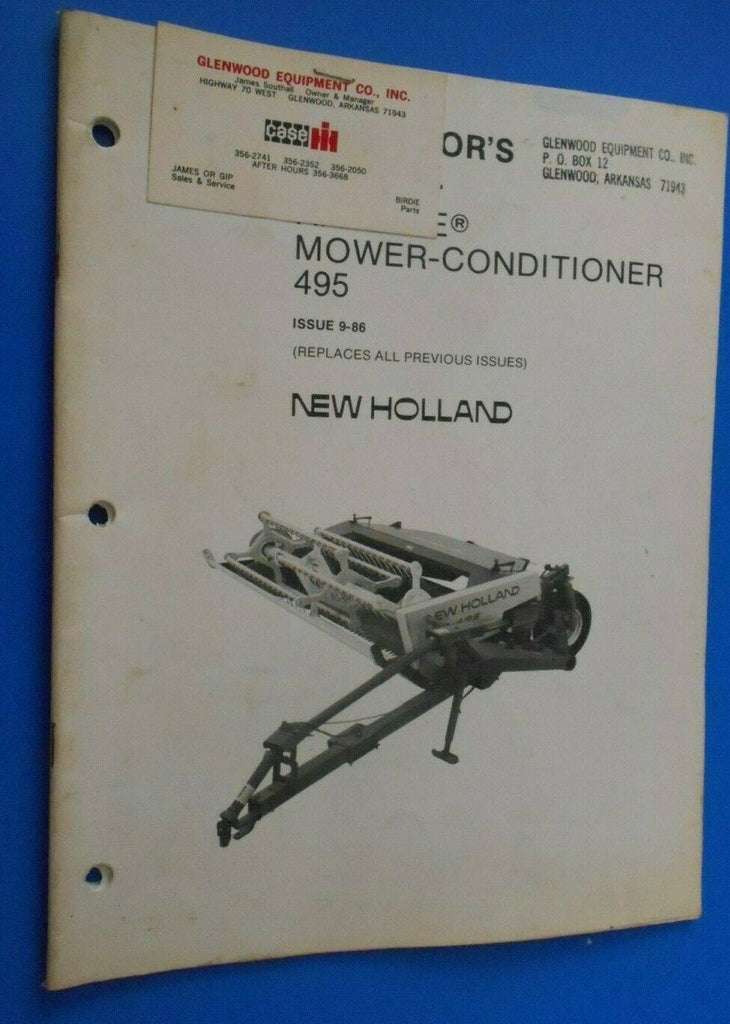 GLENWOOD EQUIPMENT CO., INC.
James Southall Owner & Manager
HIGHWAY 70 WEST GLENWOOD, ARKANSAS 71943
case IH
356-2741 356-2352 356-2050
AFTER HOURS 356-3668
JAMES OR GIP
Sales & Service
BIRDIE
Parts
OR'S
GLENWOOD EQUIPMENT CO., INC.
P. O. BOX 12
GLENWOOD, ARKANSAS 71943
E®
MOWER-CONDITIONER
495
ISSUE 9-86
(REPLACES ALL PREVIOUS ISSUES)
NEW HOLLAND
NEW HOLLAND
495